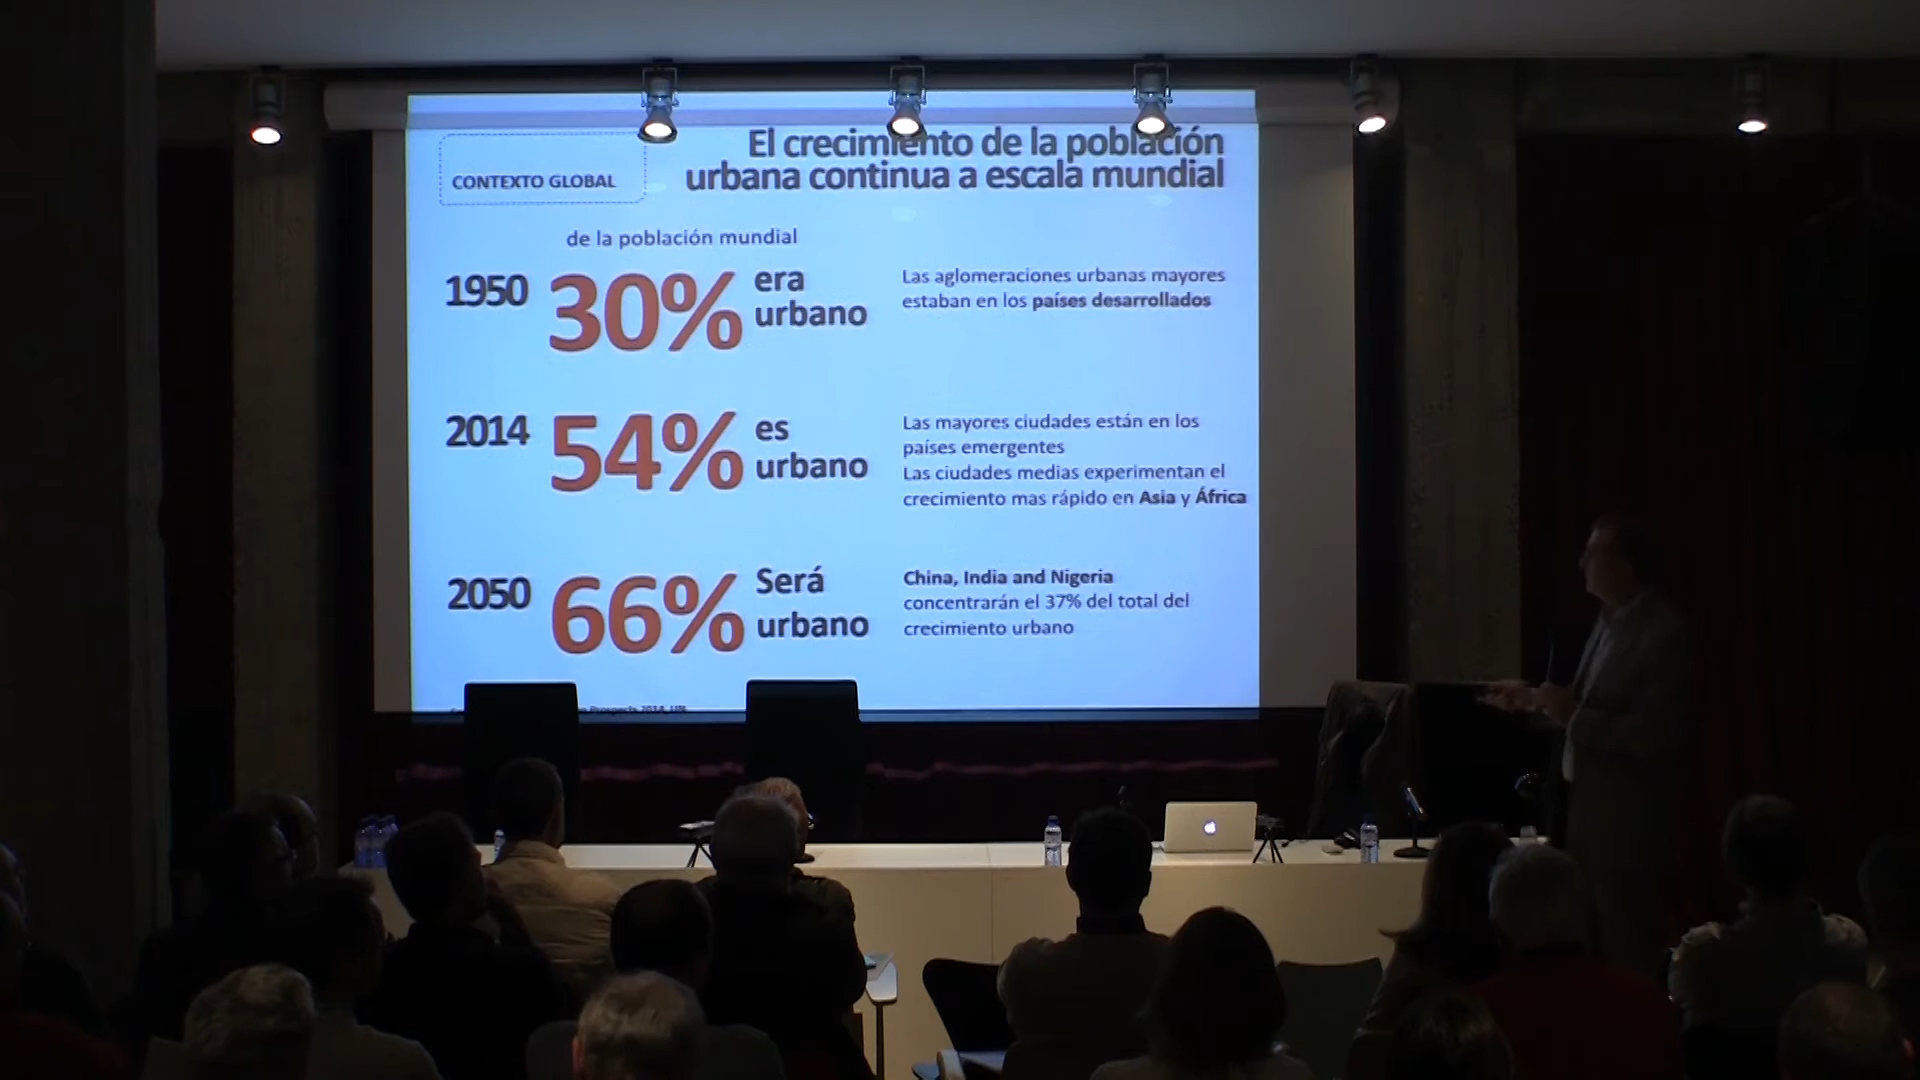 CONTEXTO GLOBAL
El crecimiento de la población
urbana continua a escala mundial
de la población mundial
1950
30%
era
urbano
Las aglomeraciones urbanas mayores
estaban en los países desarrollados
2014
54%
es
urbano
Las mayores ciudades están en los
países emergentes
Las ciudades medias experimentan el
crecimiento mas rápido en Asia y África
2050
66%
Será
urbano
China, India and Nigeria
concentrarán el 37% del total del
crecimiento urbano
Prospects 2014, UN